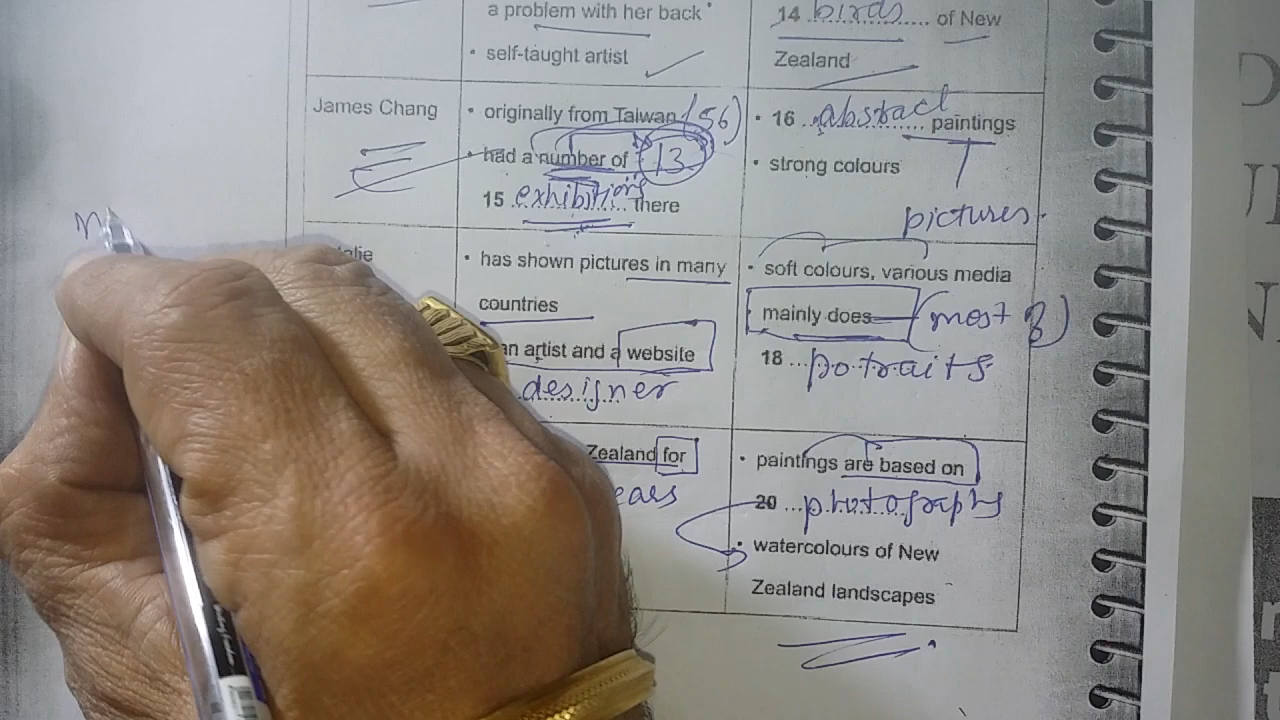 a problem with her back
• self-taught artist
14 birds of New
Zealand
James Chang
• originally from Taiwan (56)
• had a number of (13)
15 exhibitions there
• 16 abstract paintings
• strong colours
pictures.
• has shown pictures in many
countries
an artist and a website
designer
• soft colours, various media
mainly does (most of)
18 potraits
Zealand for
• paintings are based on
20 photographs
• watercolours of New
Zealand landscapes